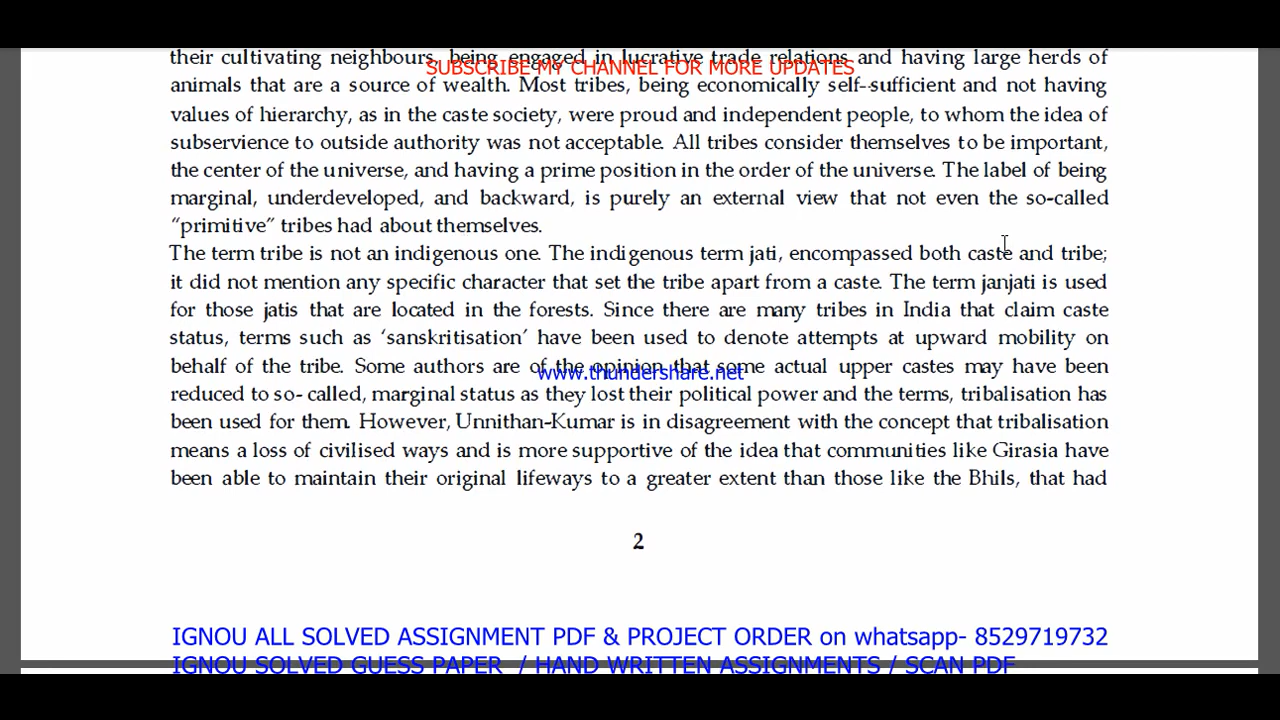 their cultivating neighbours, being engaged in lucrative trade relations and having large herds of
SUBSCRIBE MY CHANNEL FOR MORE UPDATES
animals that are a source of wealth. Most tribes, being economically self--sufficient and not having
values of hierarchy, as in the caste society, were proud and independent people, to whom the idea of
subservience to outside authority was not acceptable. All tribes consider themselves to be important,
the center of the universe, and having a prime position in the order of the universe. The label of being
marginal, underdeveloped, and backward, is purely an external view that not even the so-called
“primitive” tribes had about themselves.
The term tribe is not an indigenous one. The indigenous term jati, encompassed both caste and tribe;
it did not mention any specific character that set the tribe apart from a caste. The term janjati is used
for those jatis that are located in the forests. Since there are many tribes in India that claim caste
status, terms such as ‘sanskritisation’ have been used to denote attempts at upward mobility on
behalf of the tribe. Some authors are of the opinion that some actual upper castes may have been
www.thundershare.net
reduced to so- called, marginal status as they lost their political power and the terms, tribalisation has
been used for them. However, Unnithan-Kumar is in disagreement with the concept that tribalisation
means a loss of civilised ways and is more supportive of the idea that communities like Girasia have
been able to maintain their original lifeways to a greater extent than those like the Bhils, that had
2
IGNOU ALL SOLVED ASSIGNMENT PDF & PROJECT ORDER on whatsapp- 8529719732
IGNOU SOLVED GUESS PAPER / HAND WRITTEN ASSIGNMENTS / SCAN PDF